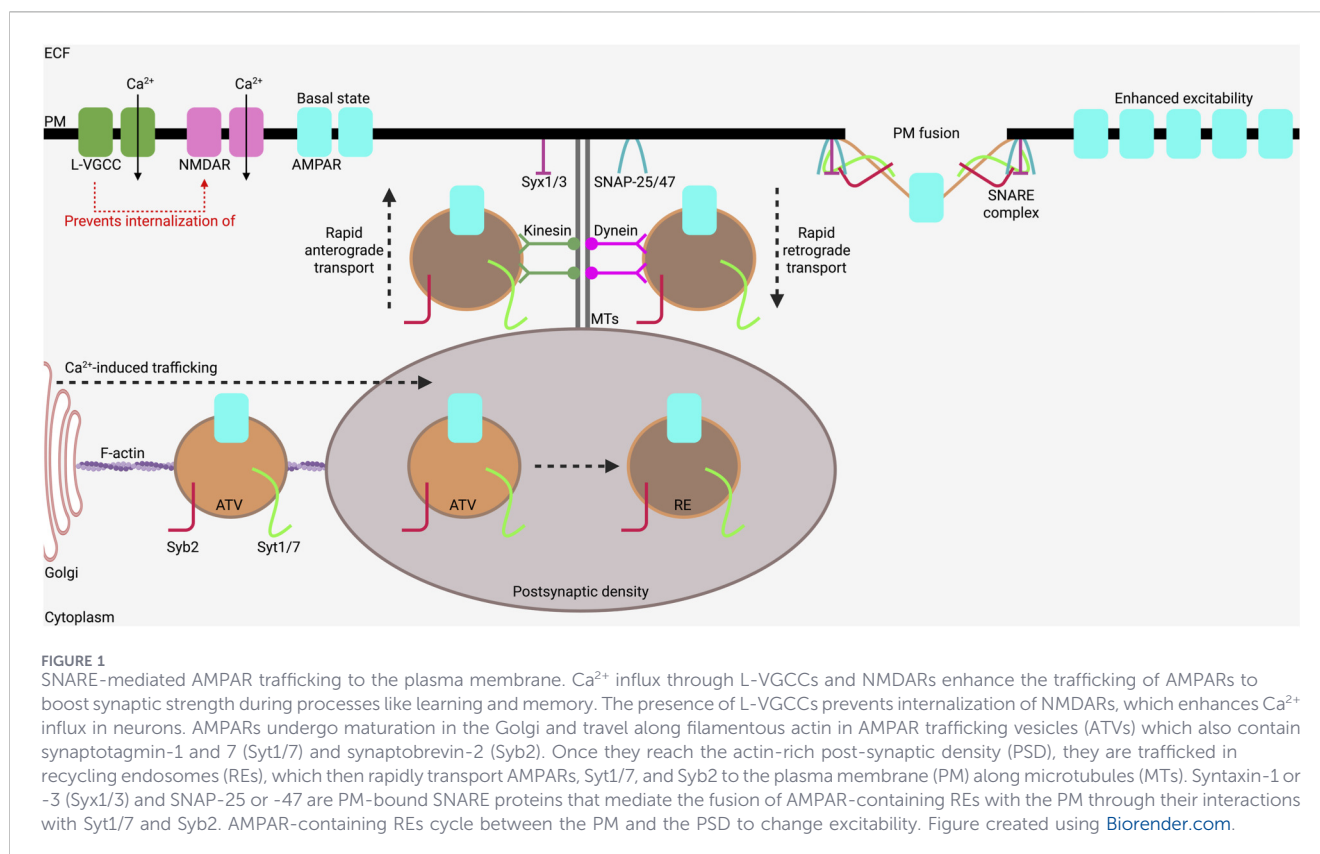 ECF
Ca²⁺
Ca²⁺
Basal state
Enhanced excitability
PM
PM fusion
L-VGCC
NMDAR
AMPAR
Syx1/3
SNAP-25/47
SNARE
complex
Prevents internalization of
Rapid
anterograde
transport
Kinesin
Dynein
Rapid
retrograde
transport
MTs
Ca²⁺-induced trafficking
F-actin
ATV
ATV
RE
Syb2
Syt1/7
Golgi
Postsynaptic density
Cytoplasm
FIGURE 1
SNARE-mediated AMPAR trafficking to the plasma membrane. Ca²⁺ influx through L-VGCCs and NMDARs enhance the trafficking of AMPARs to
boost synaptic strength during processes like learning and memory. The presence of L-VGCCs prevents internalization of NMDARs, which enhances Ca²⁺
influx in neurons. AMPARs undergo maturation in the Golgi and travel along filamentous actin in AMPAR trafficking vesicles (ATVs) which also contain
synaptotagmin-1 and 7 (Syt1/7) and synaptobrevin-2 (Syb2). Once they reach the actin-rich post-synaptic density (PSD), they are trafficked in
recycling endosomes (REs), which then rapidly transport AMPARs, Syt1/7, and Syb2 to the plasma membrane (PM) along microtubules (MTs). Syntaxin-1 or
-3 (Syx1/3) and SNAP-25 or -47 are PM-bound SNARE proteins that mediate the fusion of AMPAR-containing REs with the PM through their interactions
with Syt1/7 and Syb2. AMPAR-containing REs cycle between the PM and the PSD to change excitability. Figure created using Biorender.com.